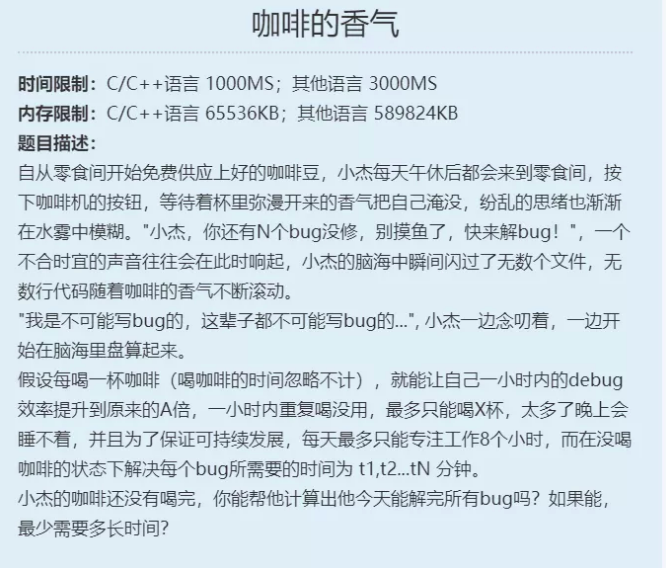 咖啡的香气
时间限制：C/C++语言 1000MS；其他语言 3000MS
内存限制：C/C++语言 65536KB；其他语言 589824KB
题目描述：
自从零食间开始免费供应上好的咖啡豆，小杰每天午休后都会来到零食间，按
下咖啡机的按钮，等待着杯里弥漫开来的香气把自己淹没，纷乱的思绪也渐渐
在水雾中模糊。"小杰，你还有N个bug没修，别摸鱼了，快来解bug！"，一个
不合时宜的声音往往会在此时响起，小杰的脑海中瞬间闪过了无数个文件，无
数行代码随着咖啡的香气不断滚动。
"我是不可能写bug的，这辈子都不可能写bug的...", 小杰一边念叨着，一边开
始在脑海里盘算起来。
假设每喝一杯咖啡（喝咖啡的时间忽略不计），就能让自己一小时内的debug
效率提升到原来的A倍，一小时内重复喝没用，最多只能喝X杯，太多了晚上会
睡不着，并且为了保证可持续发展，每天最多只能专注工作8个小时，而在没喝
咖啡的状态下解决每个bug所需要的时间为 t1,t2...tN 分钟。
小杰的咖啡还没有喝完，你能帮他计算出他今天能解完所有bug吗？如果能，
最少需要多长时间？